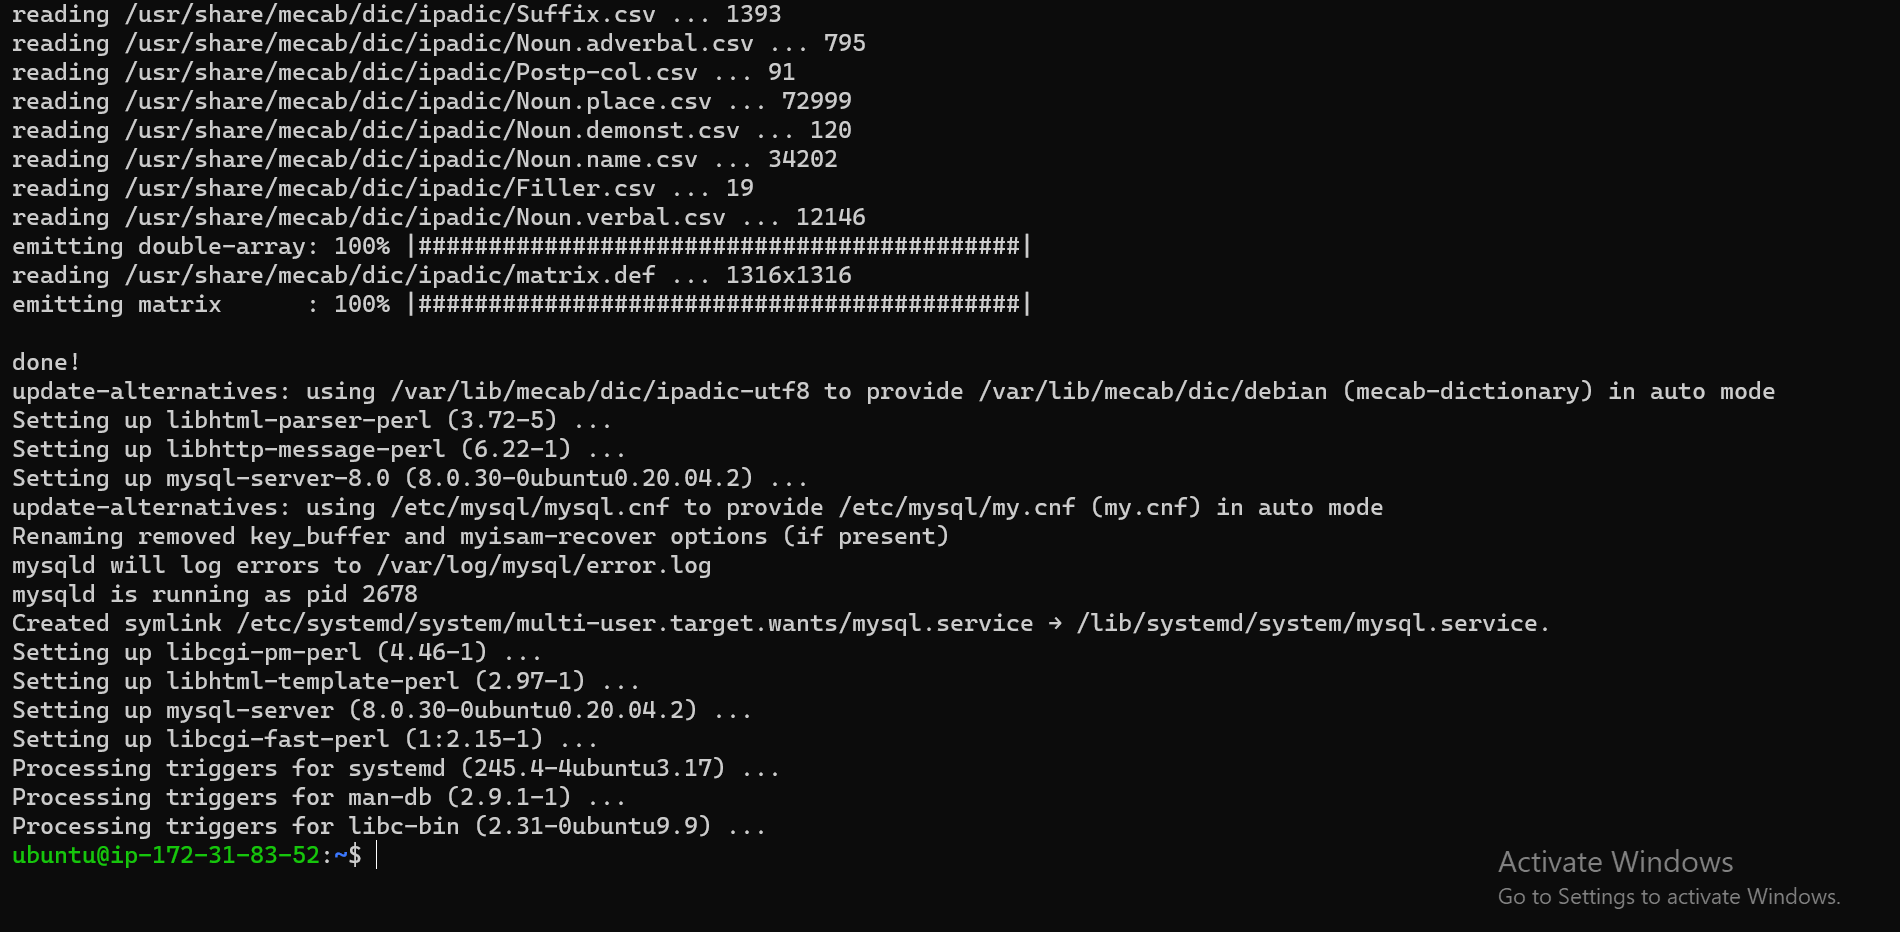 reading /usr/share/mecab/dic/ipadic/Suffix.csv ... 1393
reading /usr/share/mecab/dic/ipadic/Noun.adverbal.csv ... 795
reading /usr/share/mecab/dic/ipadic/Postp-col.csv ... 91
reading /usr/share/mecab/dic/ipadic/Noun.place.csv ... 72999
reading /usr/share/mecab/dic/ipadic/Noun.demonst.csv ... 120
reading /usr/share/mecab/dic/ipadic/Noun.name.csv ... 34202
reading /usr/share/mecab/dic/ipadic/Filler.csv ... 19
reading /usr/share/mecab/dic/ipadic/Noun.verbal.csv ... 12146
emitting double-array: 100% |###########################################|
reading /usr/share/mecab/dic/ipadic/matrix.def ... 1316x1316
emitting matrix      : 100% |###########################################|

done!
update-alternatives: using /var/lib/mecab/dic/ipadic-utf8 to provide /var/lib/mecab/dic/debian (mecab-dictionary) in auto mode
Setting up libhtml-parser-perl (3.72-5) ...
Setting up libhttp-message-perl (6.22-1) ...
Setting up mysql-server-8.0 (8.0.30-0ubuntu0.20.04.2) ...
update-alternatives: using /etc/mysql/mysql.cnf to provide /etc/mysql/my.cnf (my.cnf) in auto mode
Renaming removed key_buffer and myisam-recover options (if present)
mysqld will log errors to /var/log/mysql/error.log
mysqld is running as pid 2678
Created symlink /etc/systemd/system/multi-user.target.wants/mysql.service → /lib/systemd/system/mysql.service.
Setting up libcgi-pm-perl (4.46-1) ...
Setting up libhtml-template-perl (2.97-1) ...
Setting up mysql-server (8.0.30-0ubuntu0.20.04.2) ...
Setting up libcgi-fast-perl (1:2.15-1) ...
Processing triggers for systemd (245.4-4ubuntu3.17) ...
Processing triggers for man-db (2.9.1-1) ...
Processing triggers for libc-bin (2.31-0ubuntu9.9) ...
ubuntu@ip-172-31-83-52:~$
Activate Windows
Go to Settings to activate Windows.